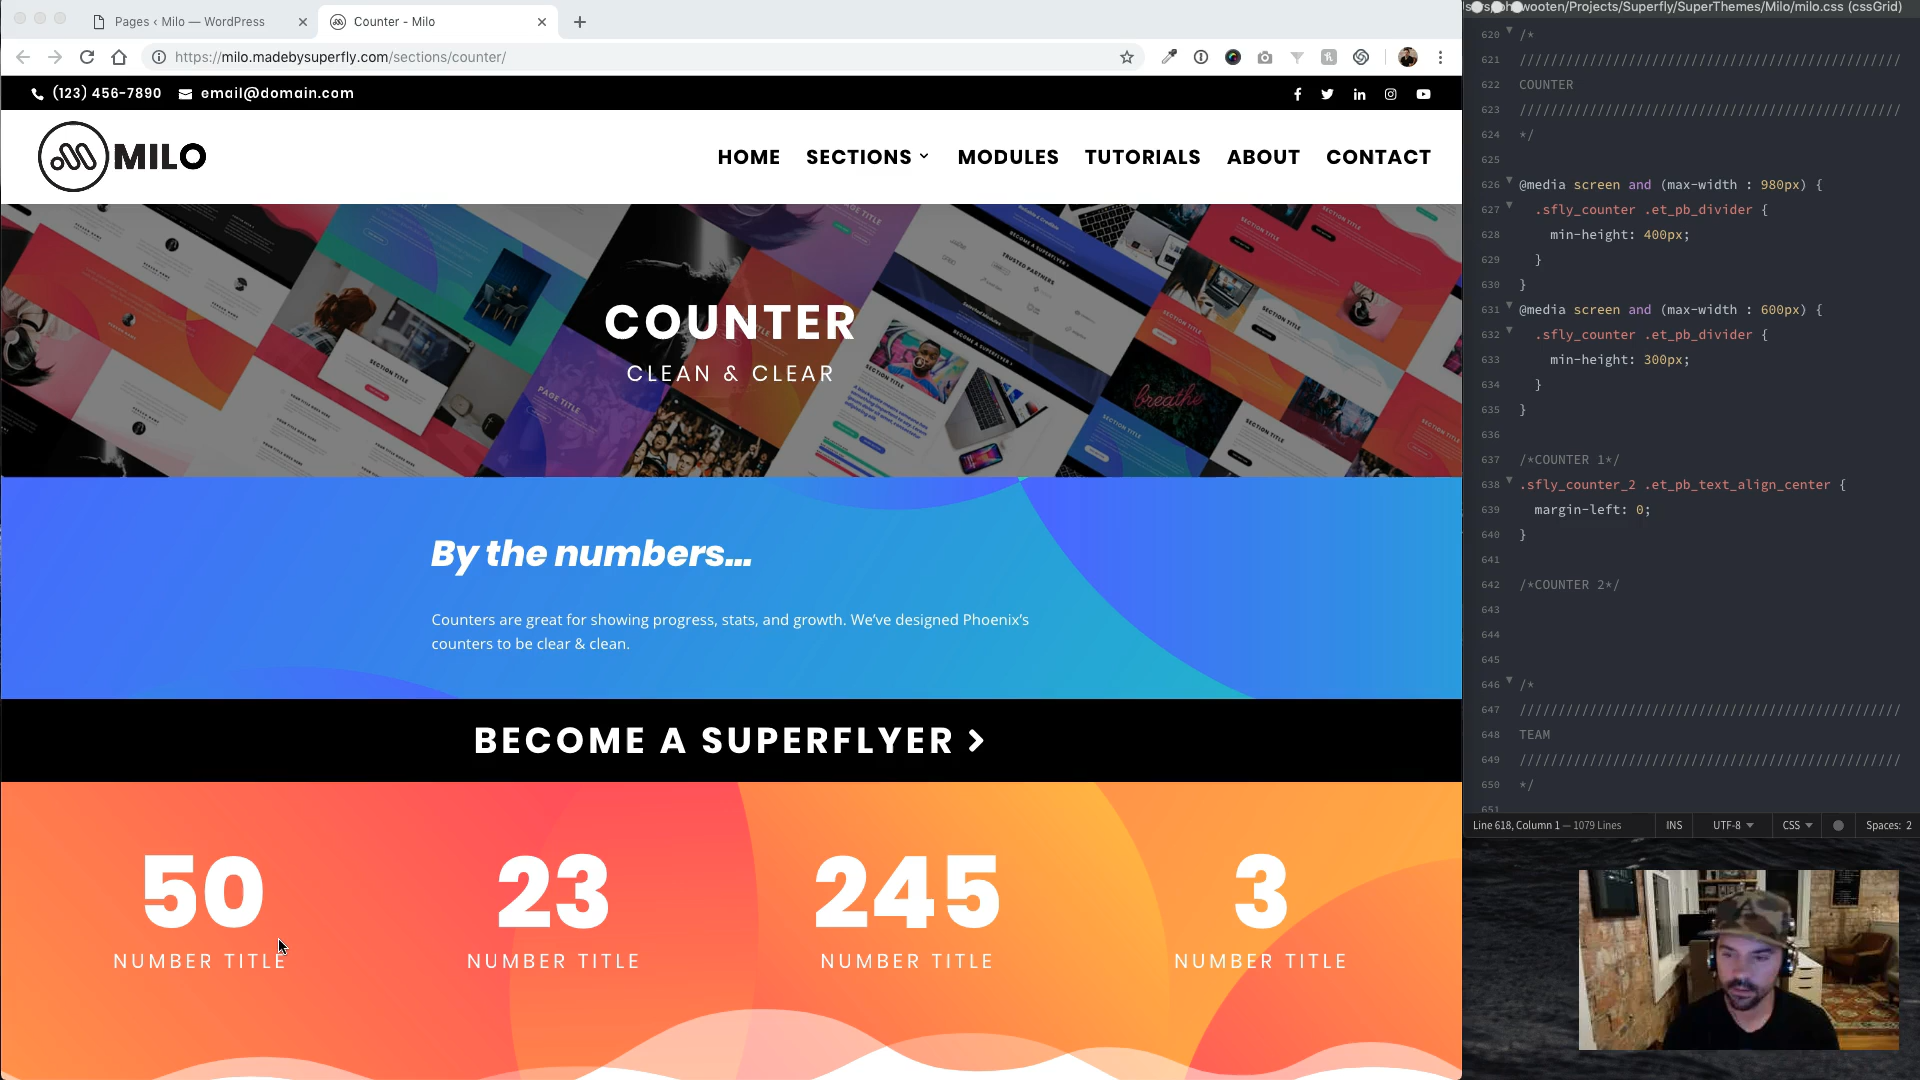 Pages ‹ Milo — WordPress
Counter - Milo
https://milo.madebysuperfly.com/sections/counter/
(123) 456-7890
email@domain.com
MILO
HOME
SECTIONS
MODULES
TUTORIALS
ABOUT
CONTACT
COUNTER
CLEAN & CLEAR
By the numbers...
Counters are great for showing progress, stats, and growth. We've designed Phoenix's
counters to be clear & clean.
BECOME A SUPERFLYER
50
23
245
3
NUMBER TITLE
NUMBER TITLE
NUMBER TITLE
NUMBER TITLE
wooten/Projects/Superfly/SuperThemes/Milo/milo.css (cssGrid)
620 /*
621 /////////////////////////////////////////////////
622 COUNTER
623 /////////////////////////////////////////////////
624 */
625
626 @media screen and (max-width : 980px) {
627 .sfly_counter .et_pb_divider {
628 min-height: 400px;
629 }
630 }
631 @media screen and (max-width : 600px) {
632 .sfly_counter .et_pb_divider {
633 min-height: 300px;
634 }
635 }
636
637 /*COUNTER 1*/
638 .sfly_counter_2 .et_pb_text_align_center {
639 margin-left: 0;
640 }
641
642 /*COUNTER 2*/
643
644
645
646 /*
647 /////////////////////////////////////////////////
648 TEAM
649 /////////////////////////////////////////////////
650 */
651
Line 618, Column 1 — 1079 Lines
INS
UTF-8
CSS
Spaces: 2